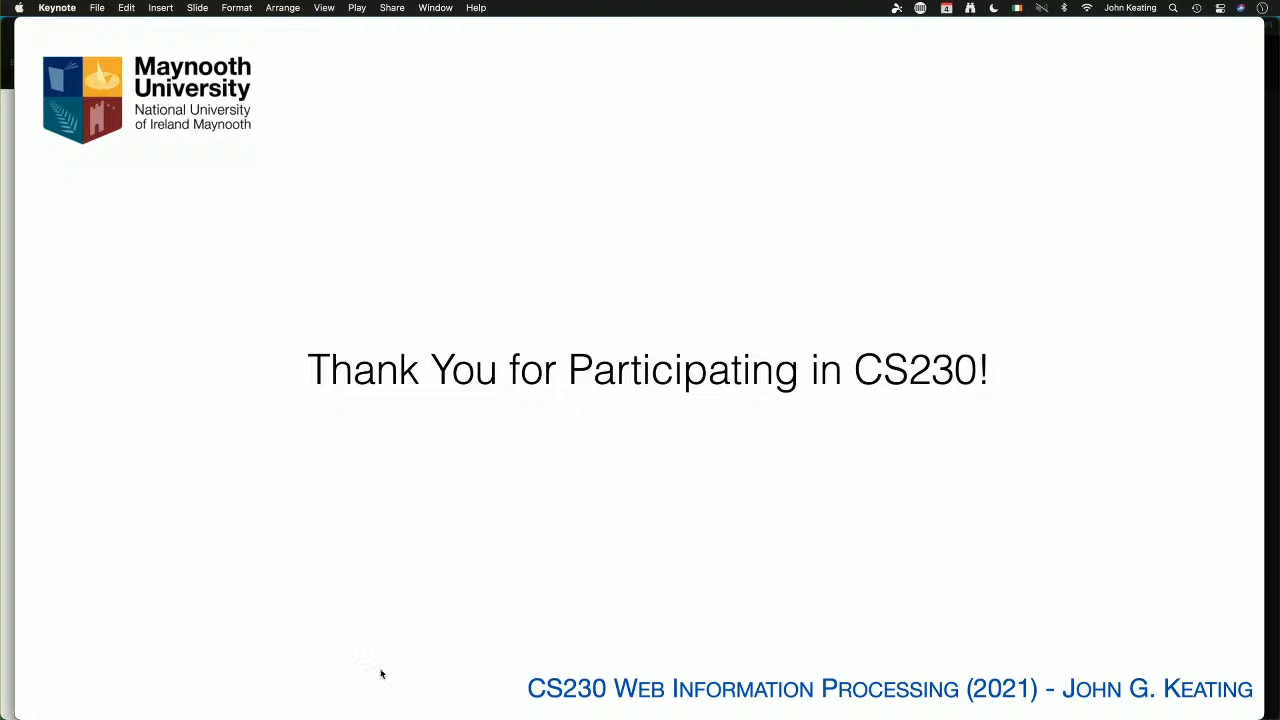 Keynote File Edit Insert Slide Format Arrange View Play Share Window Help 4 John Keating
Maynooth
University
National University
of Ireland Maynooth
Thank You for Participating in CS230!
CS230 WEB INFORMATION PROCESSING (2021) - JOHN G. KEATING